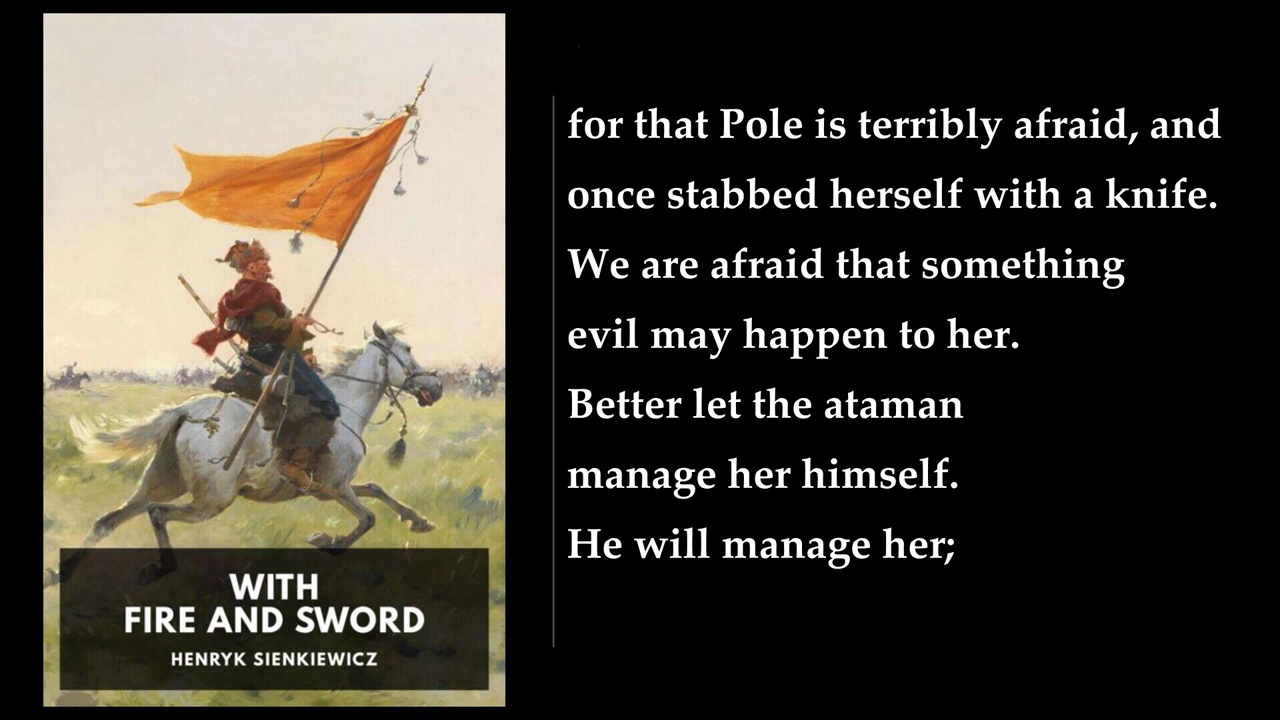 WITH
FIRE AND SWORD
HENRYK SIENKIEWICZ
for that Pole is terribly afraid, and
once stabbed herself with a knife.
We are afraid that something
evil may happen to her.
Better let the ataman
manage her himself.
He will manage her;